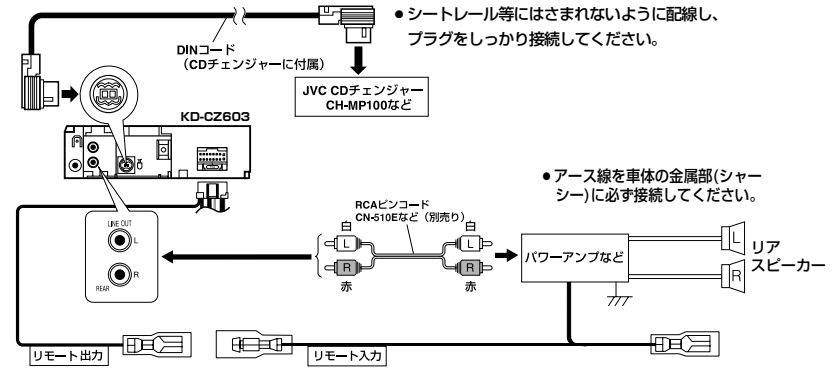 ●シートレール等にはさまれないように配線し、
プラグをしっかり接続してください。
DINコード
（CDチェンジャーに付属）
JVC CDチェンジャー
CH-MP100など
KD-CZ603
●アース線を車体の金属部(シャー
シー)に必ず接続してください。
RCAピンコード
CN-510Eなど（別売り）
白
白
LINE OUT
L
L
L
L
パワーアンプなど
リア
スピーカー
R
R
R
R
REAR
赤
赤
リモート出力
リモート入力